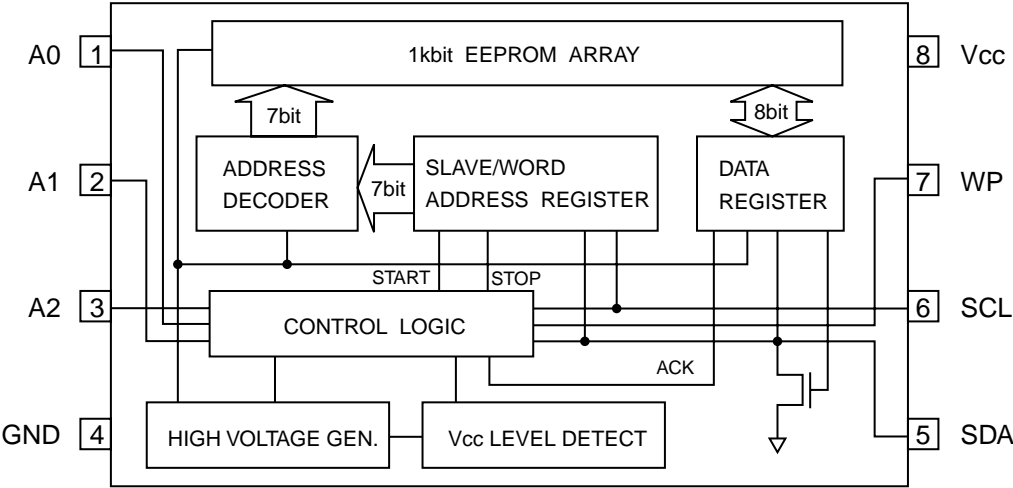 1kbit EEPROM ARRAY
A0 1
8 Vcc
7bit
8bit
A1 2
ADDRESS
DECODER
7bit
SLAVE/WORD
ADDRESS REGISTER
DATA
REGISTER
7 WP
START
STOP
A2 3
CONTROL LOGIC
6 SCL
ACK
GND 4
HIGH VOLTAGE GEN.
Vcc LEVEL DETECT
5 SDA